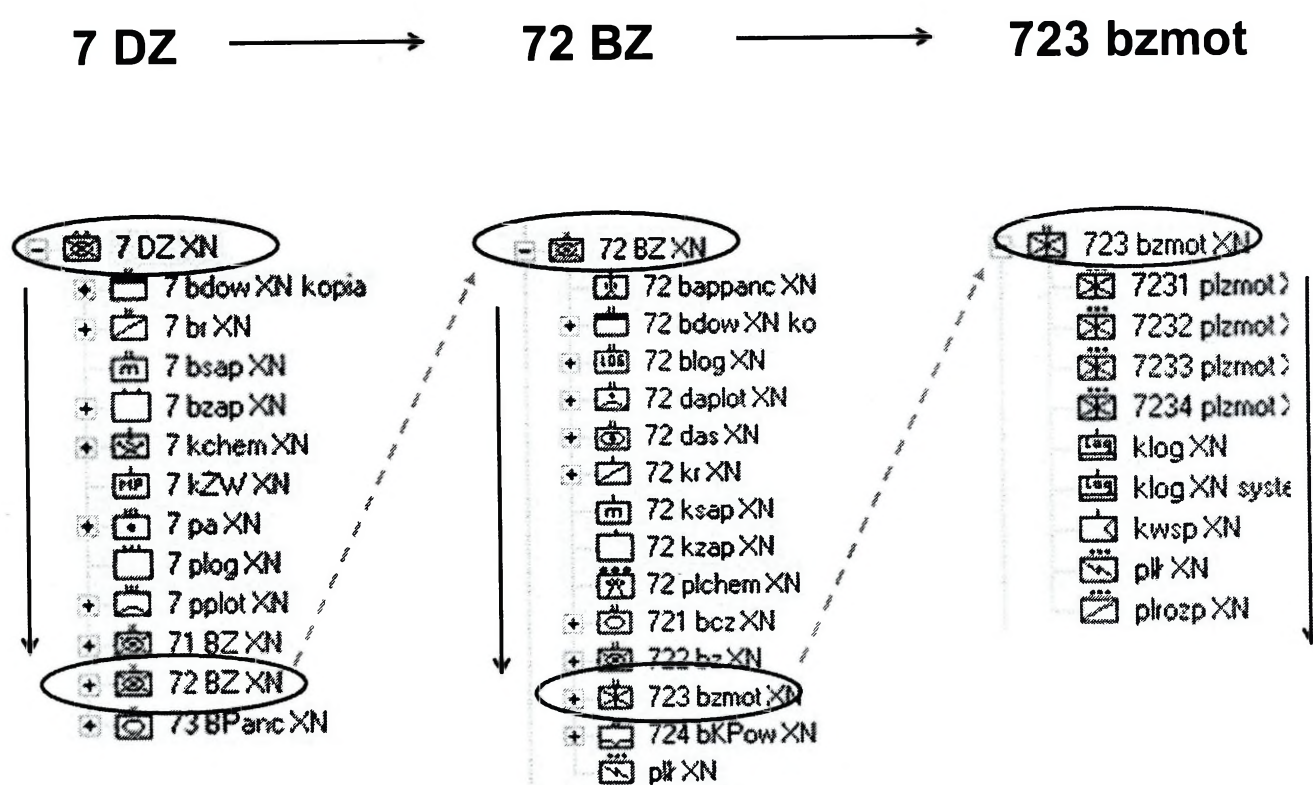 7 DZ
72 BZ
723 bzmot
7 DZ XN
7 bdow XN kopia
7 br XN
7 bsap XN
7 bzap XN
7 kchem XN
MP
7 kŻW XN
7 pa XN
7 plog XN
7 pplot XN
71 BZ XN
72 BZ XN
73 BPanc XN
72 BZ XN
72 bappanc XN
72 bdow XN ko
LOG
72 blog XN
72 daplot XN
72 das XN
72 kr XN
72 ksap XN
72 kzap XN
72 plchem XN
721 bcz XN
722 bz XN
723 bzmot XN
724 bKPow XN
plł XN
723 bzmot XN
7231 plzmot
7232 plzmot
7233 plzmot
7234 plzmot
Log
klog XN
Log
klog XN syste
kwsp XN
plł XN
plrozp XN